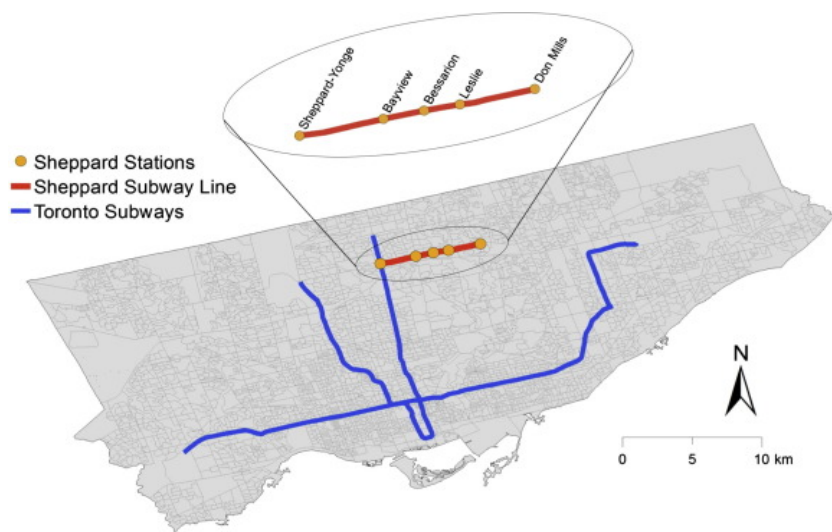 Sheppard-Yonge
Bayview
Bessarion
Leslie
Don Mills
Sheppard Stations
Sheppard Subway Line
Toronto Subways
N
0 5 10 km